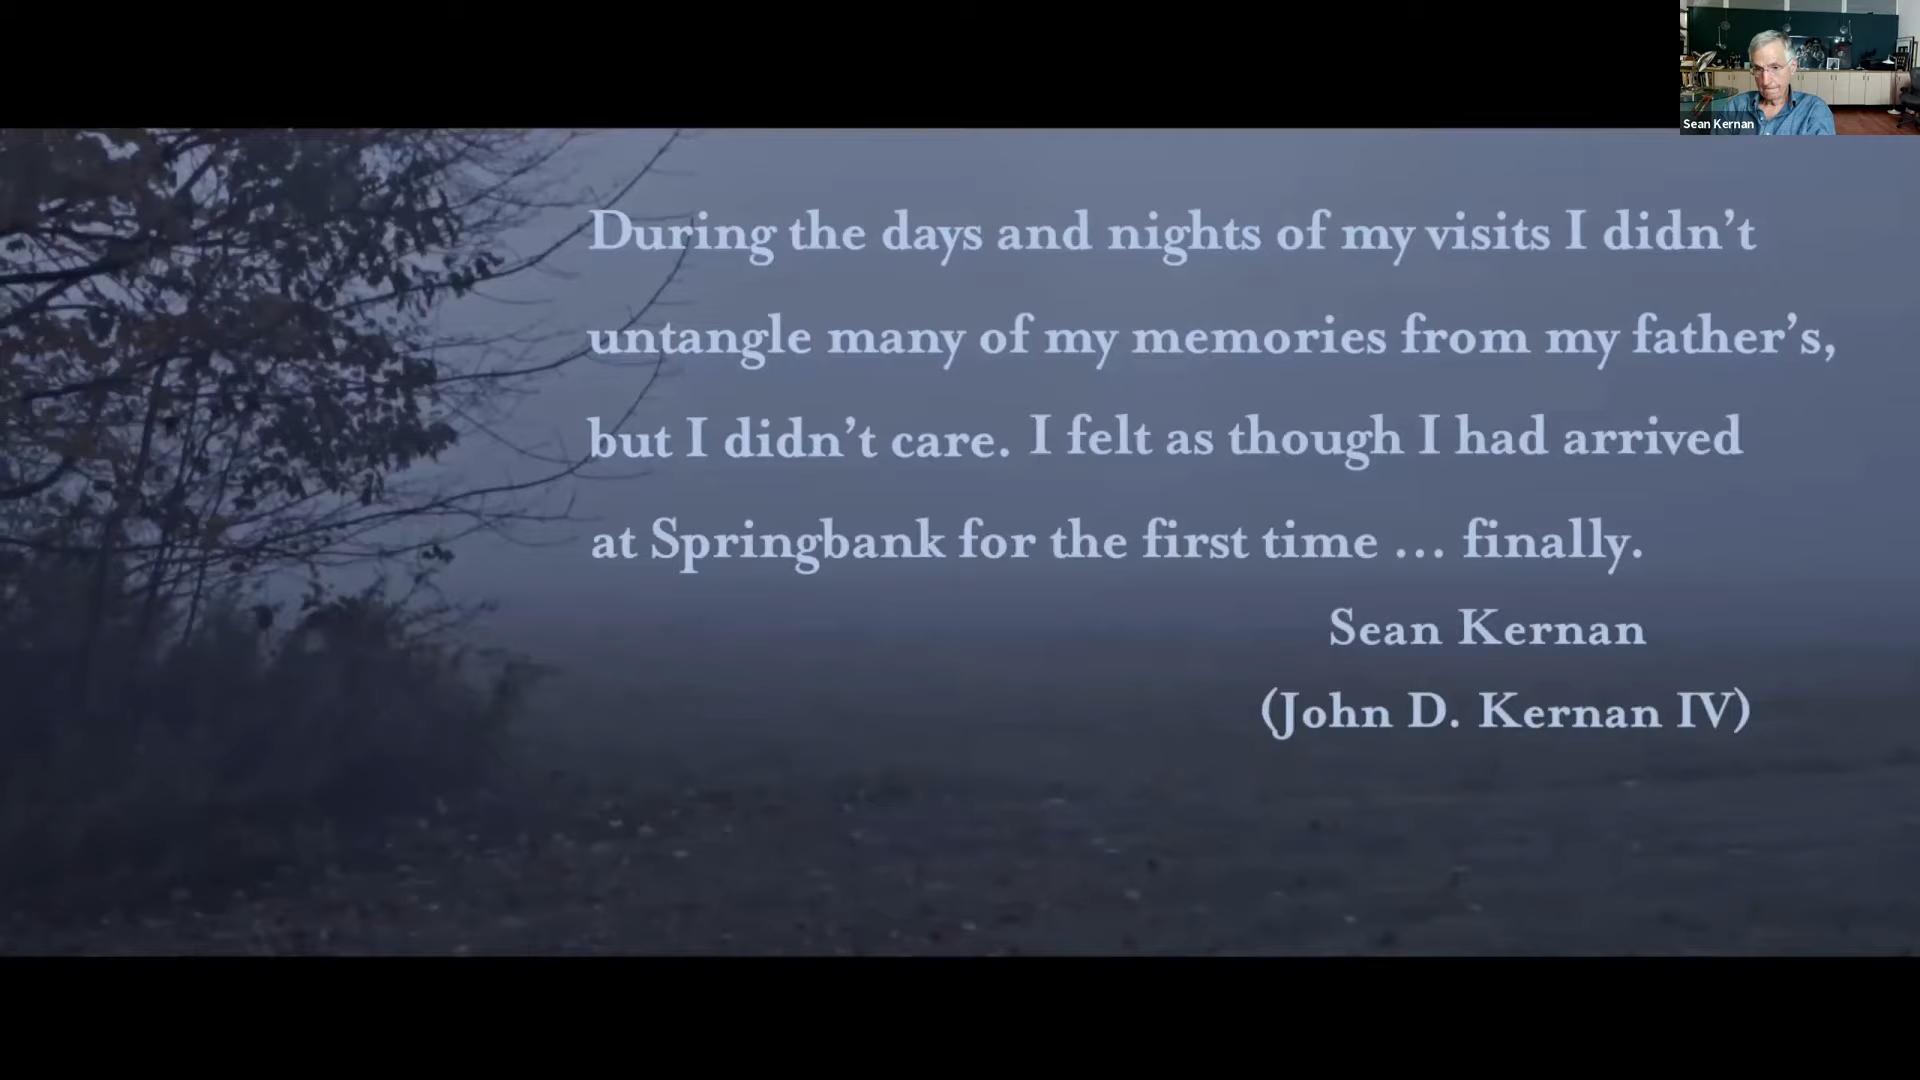 Sean Kernan
During the days and nights of my visits I didn’t
untangle many of my memories from my father’s,
but I didn’t care. I felt as though I had arrived
at Springbank for the first time … finally.
Sean Kernan
(John D. Kernan IV)